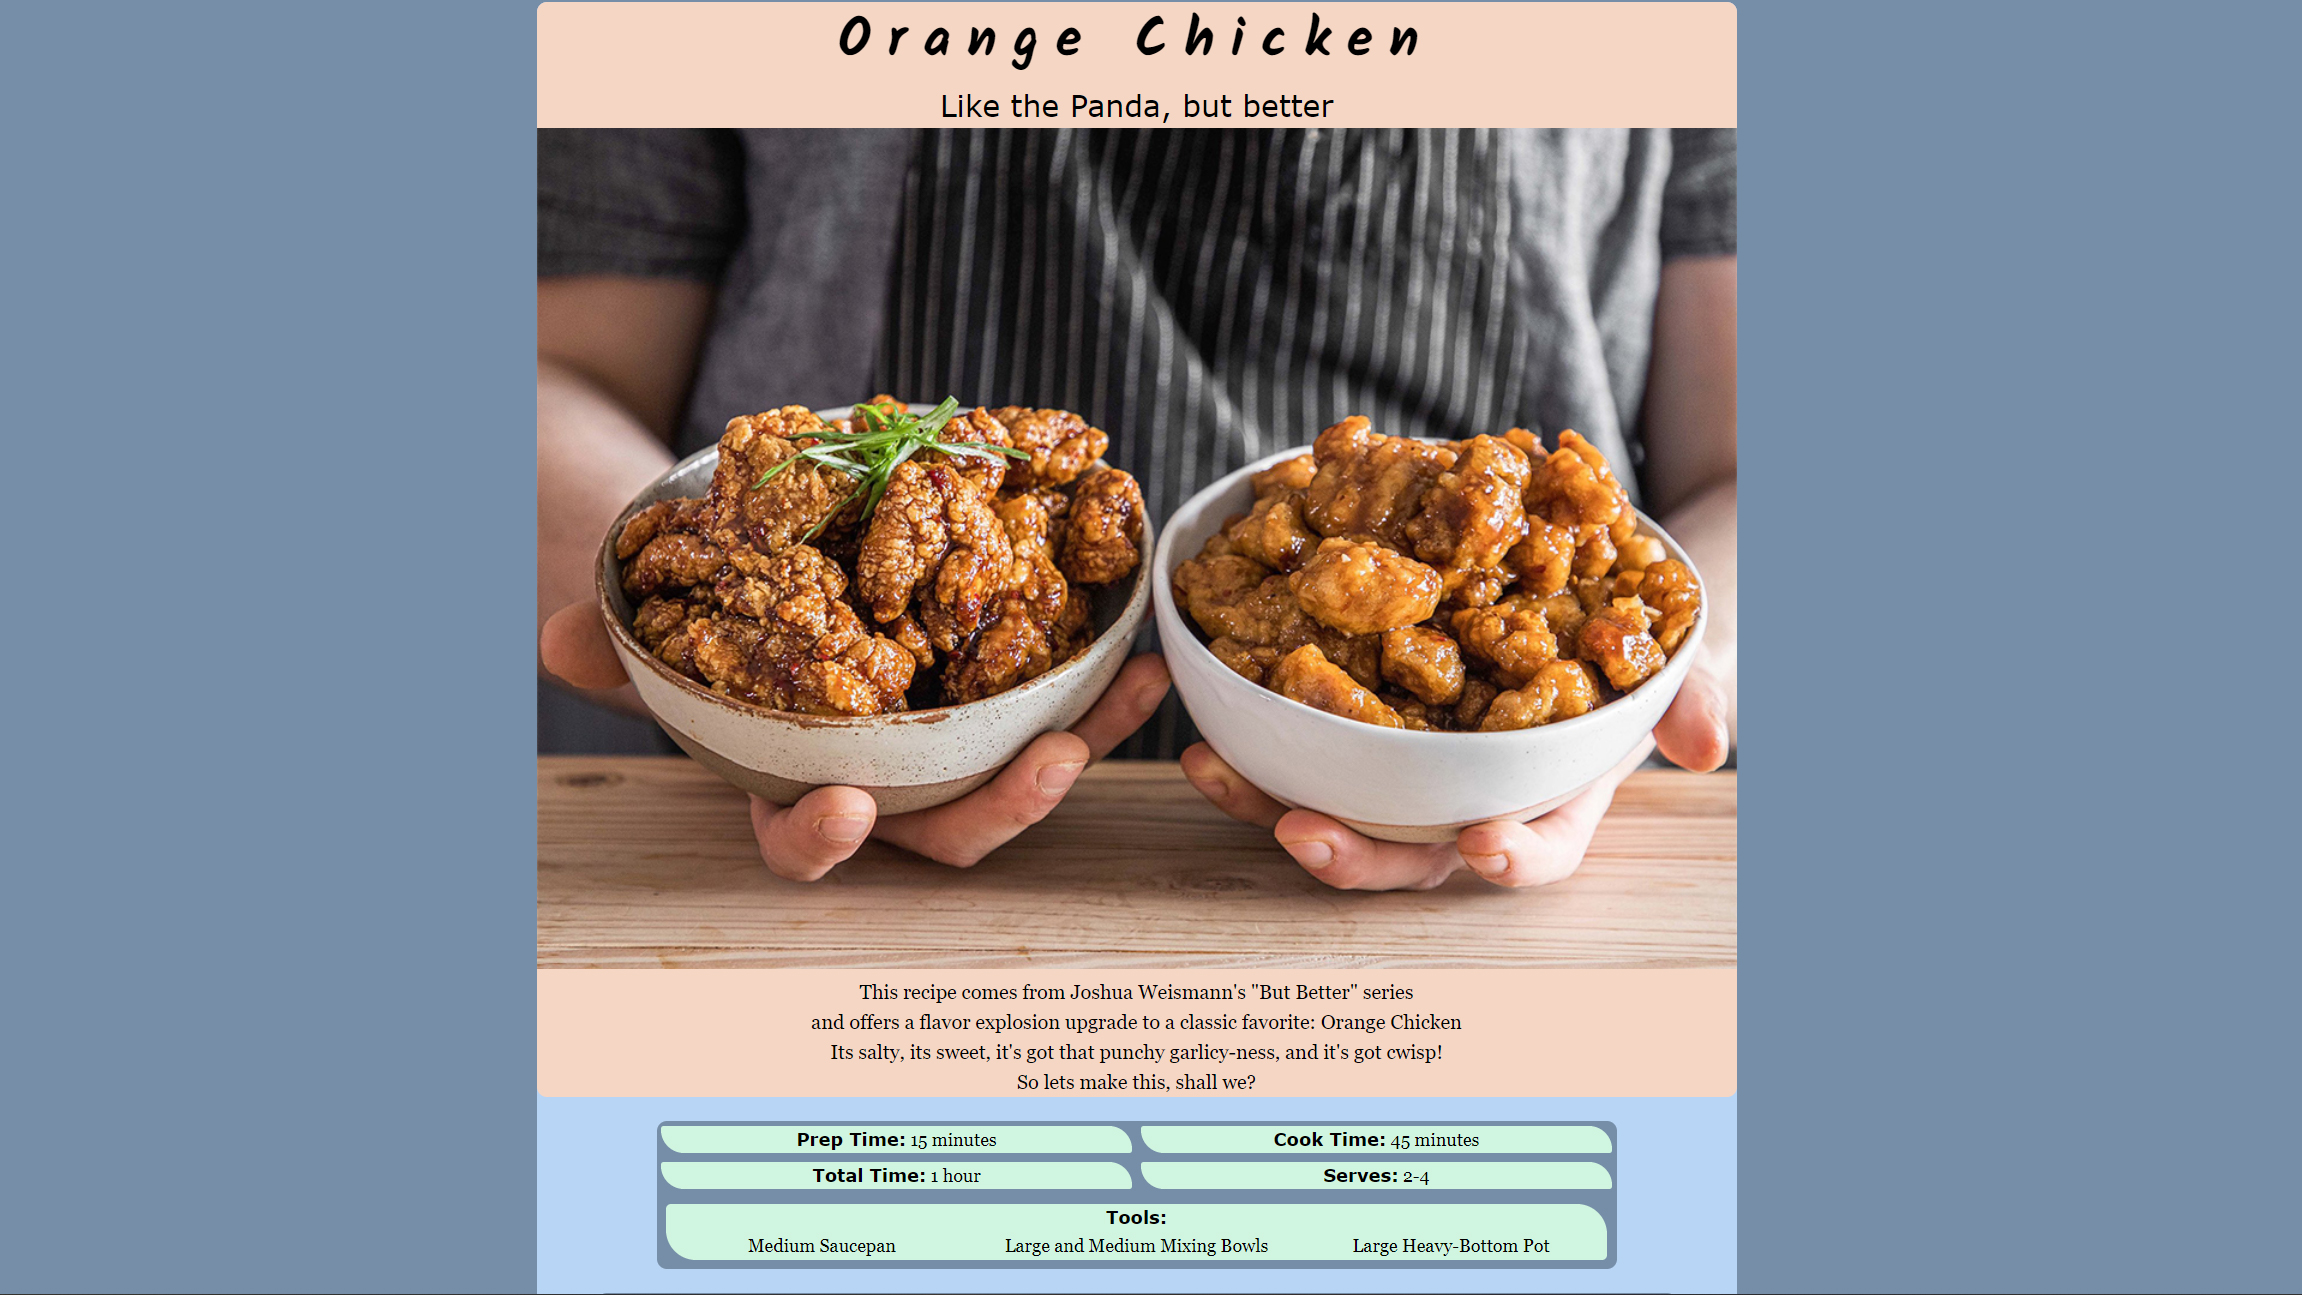 Orange Chicken
Like the Panda, but better
This recipe comes from Joshua Weismann's "But Better" series
and offers a flavor explosion upgrade to a classic favorite: Orange Chicken
Its salty, its sweet, it's got that punchy garlicy-ness, and it's got cwisp!
So lets make this, shall we?
Prep Time: 15 minutes
Cook Time: 45 minutes
Total Time: 1 hour
Serves: 2-4
Tools:
Medium Saucepan
Large and Medium Mixing Bowls
Large Heavy-Bottom Pot